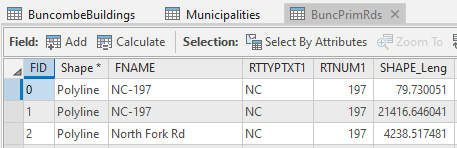 BuncombeBuildings Municipalities BuncPrimRds
Field: Add Calculate Selection: Select By Attributes Zoom To
FID Shape * FNAME RTTYPTXT1 RTNUM1 SHAPE_Leng
0 Polyline NC-197 NC 197 79.730051
1 Polyline NC-197 NC 197 21416.646041
2 Polyline North Fork Rd NC 197 4238.517481